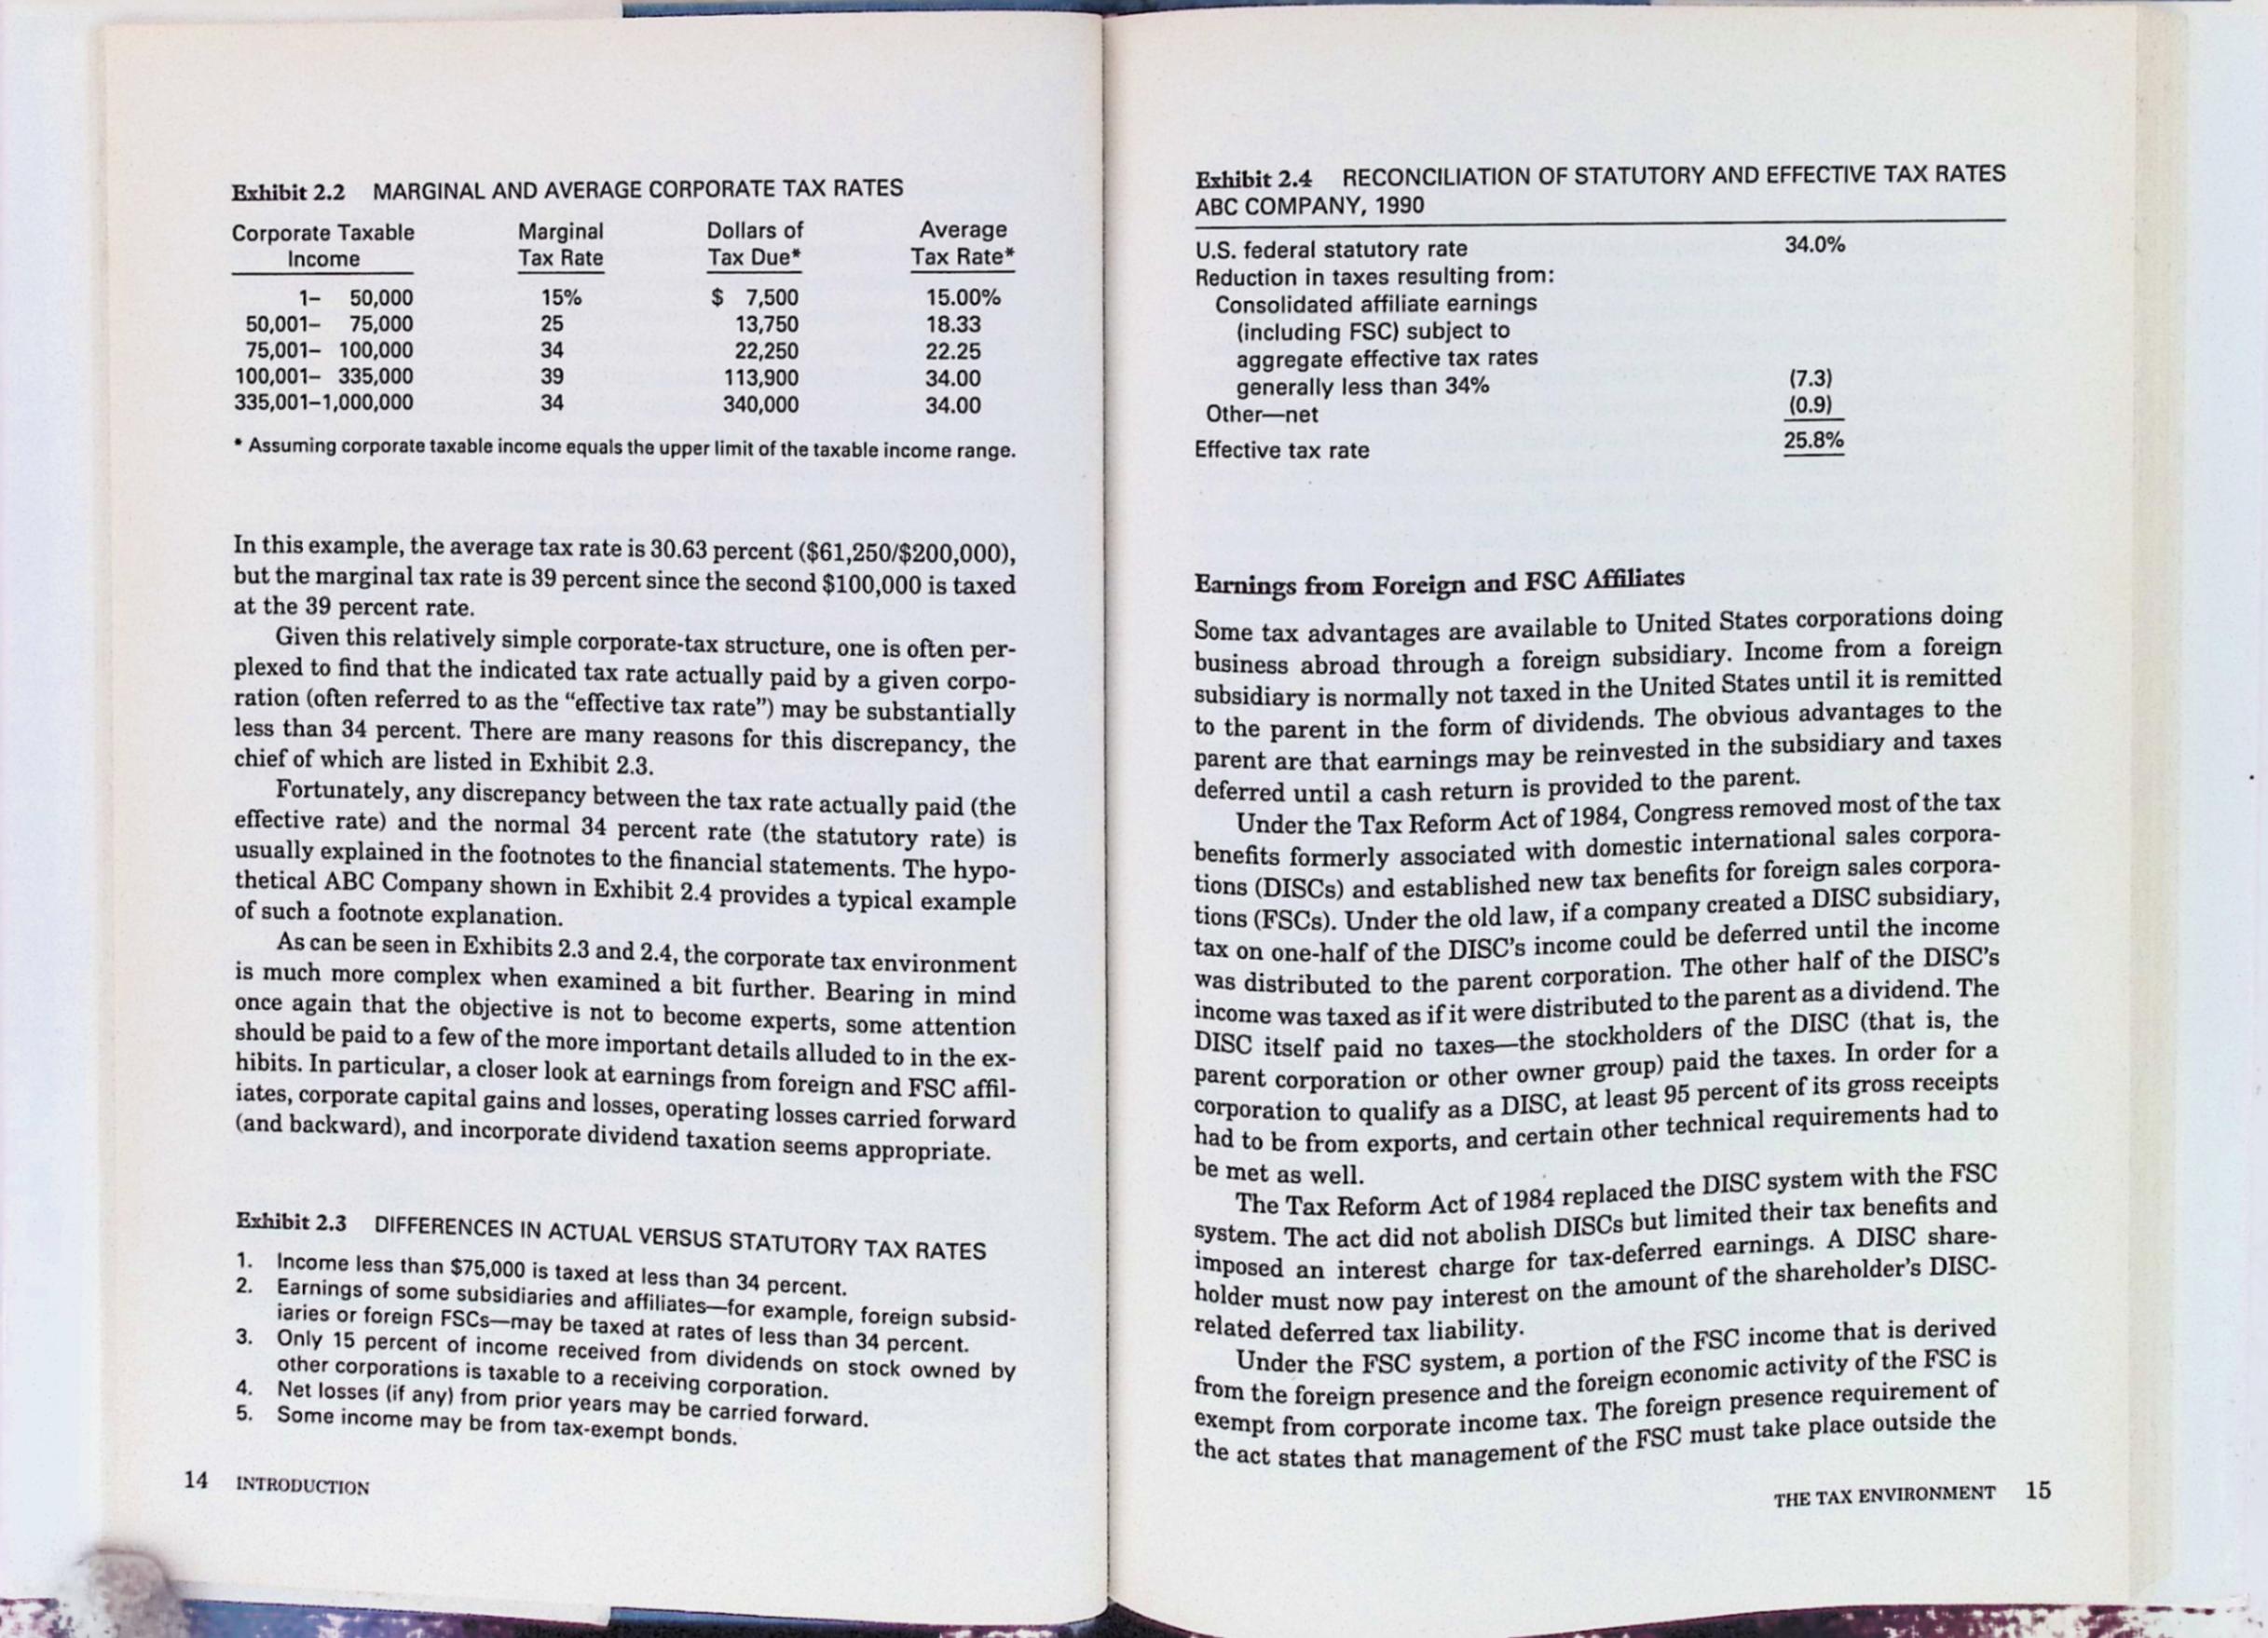 Exhibit 2.2 MARGINAL AND AVERAGE CORPORATE TAX RATES
Corporate Taxable Income Marginal Tax Rate Dollars of Tax Due* Average Tax Rate*
1– 50,000 15% $ 7,500 15.00%
50,001– 75,000 25 13,750 18.33
75,001– 100,000 34 22,250 22.25
100,001– 335,000 39 113,900 34.00
335,001–1,000,000 34 340,000 34.00
* Assuming corporate taxable income equals the upper limit of the taxable income range.
In this example, the average tax rate is 30.63 percent ($61,250/$200,000),
but the marginal tax rate is 39 percent since the second $100,000 is taxed
at the 39 percent rate.
Given this relatively simple corporate-tax structure, one is often per-
plexed to find that the indicated tax rate actually paid by a given corpo-
ration (often referred to as the “effective tax rate”) may be substantially
less than 34 percent. There are many reasons for this discrepancy, the
chief of which are listed in Exhibit 2.3.
Fortunately, any discrepancy between the tax rate actually paid (the
effective rate) and the normal 34 percent rate (the statutory rate) is
usually explained in the footnotes to the financial statements. The hypo-
thetical ABC Company shown in Exhibit 2.4 provides a typical example
of such a footnote explanation.
As can be seen in Exhibits 2.3 and 2.4, the corporate tax environment
is much more complex when examined a bit further. Bearing in mind
once again that the objective is not to become experts, some attention
should be paid to a few of the more important details alluded to in the ex-
hibits. In particular, a closer look at earnings from foreign and FSC affil-
iates, corporate capital gains and losses, operating losses carried forward
(and backward), and incorporate dividend taxation seems appropriate.
Exhibit 2.3 DIFFERENCES IN ACTUAL VERSUS STATUTORY TAX RATES
1. Income less than $75,000 is taxed at less than 34 percent.
2. Earnings of some subsidiaries and affiliates—for example, foreign subsid-
iaries or foreign FSCs—may be taxed at rates of less than 34 percent.
3. Only 15 percent of income received from dividends on stock owned by
other corporations is taxable to a receiving corporation.
4. Net losses (if any) from prior years may be carried forward.
5. Some income may be from tax-exempt bonds.
14 INTRODUCTION
Exhibit 2.4 RECONCILIATION OF STATUTORY AND EFFECTIVE TAX RATES
ABC COMPANY, 1990
U.S. federal statutory rate 34.0%
Reduction in taxes resulting from:
Consolidated affiliate earnings
(including FSC) subject to
aggregate effective tax rates
generally less than 34% (7.3)
Other—net (0.9)
Effective tax rate 25.8%
Earnings from Foreign and FSC Affiliates
Some tax advantages are available to United States corporations doing
business abroad through a foreign subsidiary. Income from a foreign
subsidiary is normally not taxed in the United States until it is remitted
to the parent in the form of dividends. The obvious advantages to the
parent are that earnings may be reinvested in the subsidiary and taxes
deferred until a cash return is provided to the parent.
Under the Tax Reform Act of 1984, Congress removed most of the tax
benefits formerly associated with domestic international sales corpora-
tions (DISCs) and established new tax benefits for foreign sales corpora-
tions (FSCs). Under the old law, if a company created a DISC subsidiary,
tax on one-half of the DISC’s income could be deferred until the income
was distributed to the parent corporation. The other half of the DISC’s
income was taxed as if it were distributed to the parent as a dividend. The
DISC itself paid no taxes—the stockholders of the DISC (that is, the
parent corporation or other owner group) paid the taxes. In order for a
corporation to qualify as a DISC, at least 95 percent of its gross receipts
had to be from exports, and certain other technical requirements had to
be met as well.
The Tax Reform Act of 1984 replaced the DISC system with the FSC
system. The act did not abolish DISCs but limited their tax benefits and
imposed an interest charge for tax-deferred earnings. A DISC share-
holder must now pay interest on the amount of the shareholder’s DISC-
related deferred tax liability.
Under the FSC system, a portion of the FSC income that is derived
from the foreign presence and the foreign economic activity of the FSC is
exempt from corporate income tax. The foreign presence requirement of
the act states that management of the FSC must take place outside the
THE TAX ENVIRONMENT 15